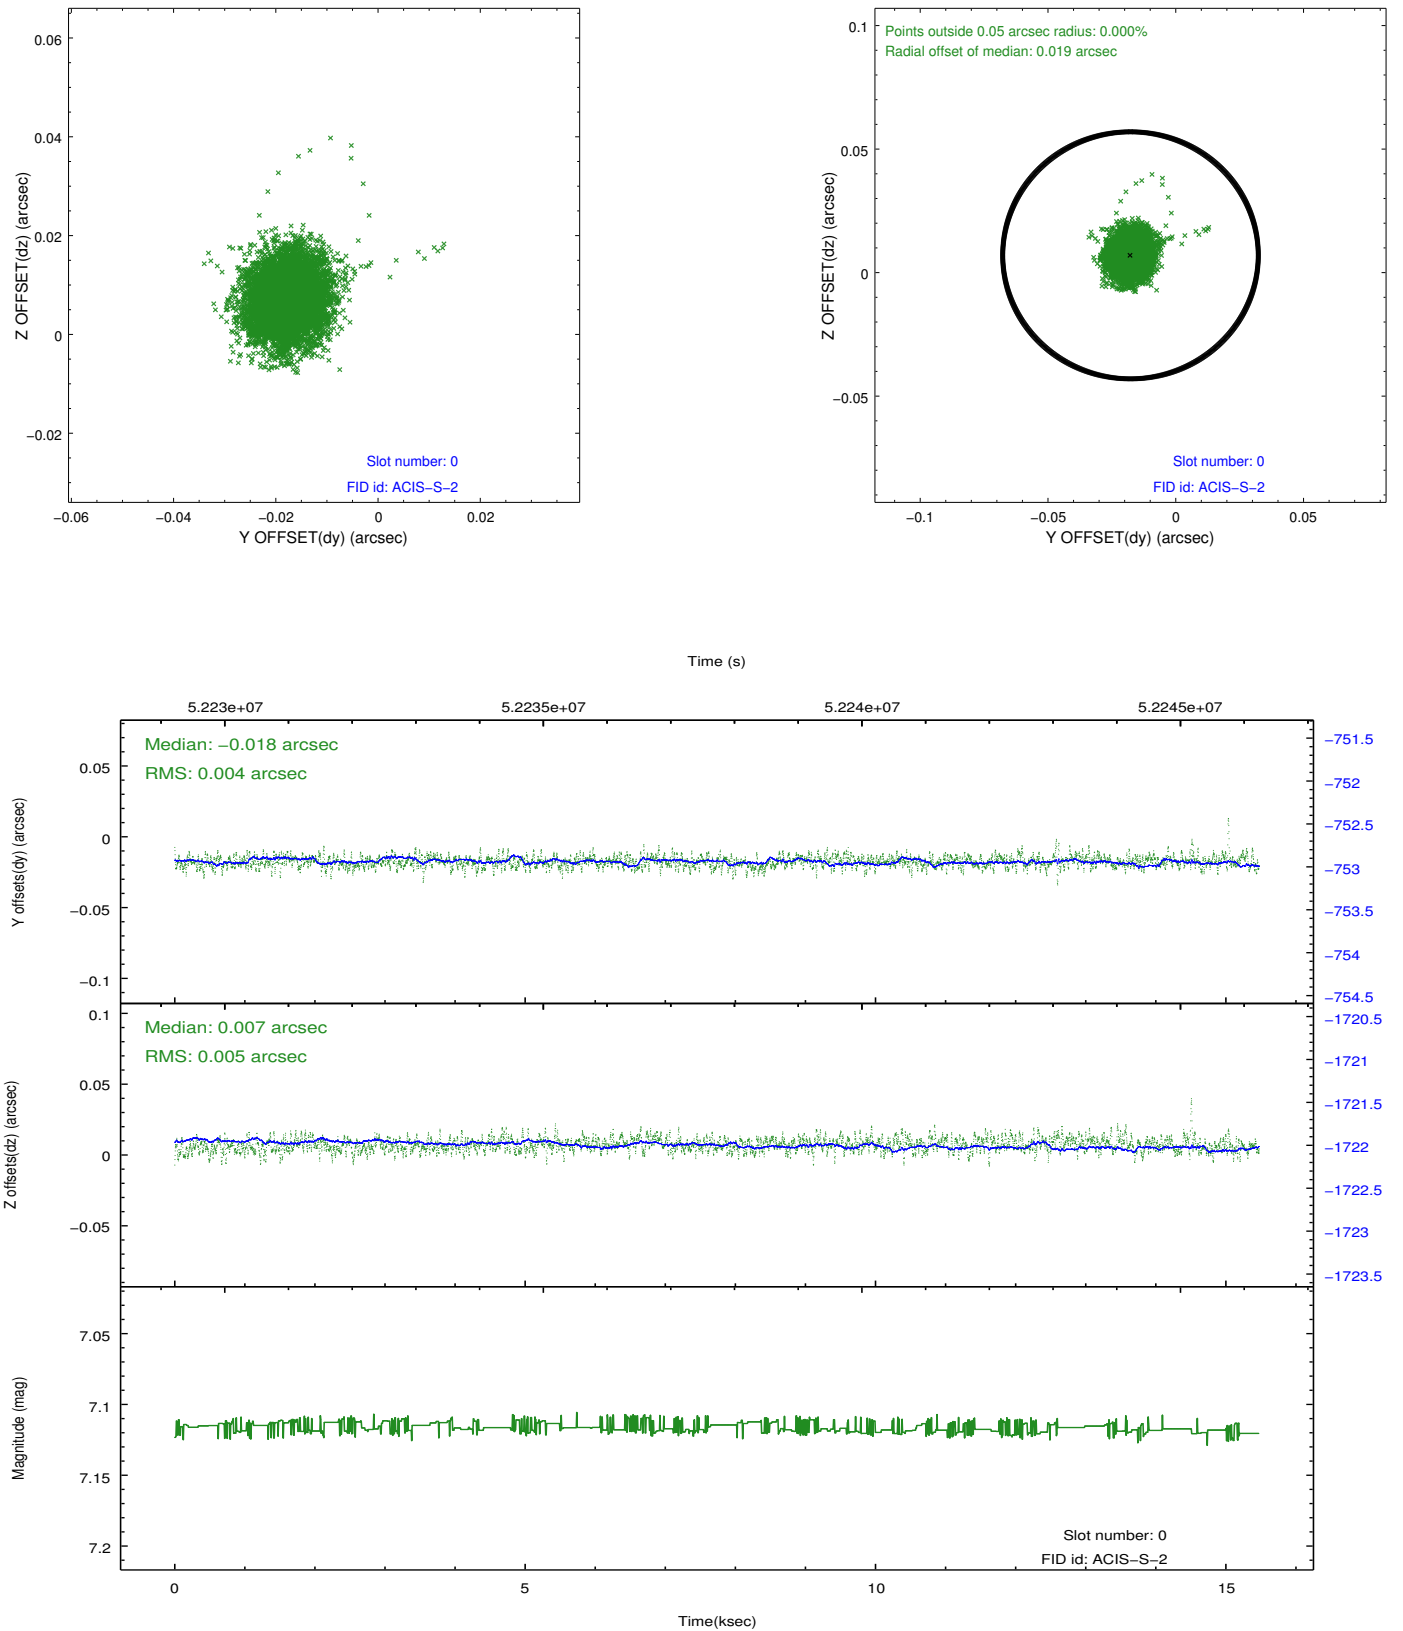 0.06
0.04
0.02
0
−0.02
Z OFFSET(dz) (arcsec)
−0.06
−0.04
−0.02
0
0.02
Y OFFSET(dy) (arcsec)
Slot number: 0
FID id: ACIS−S−2
Points outside 0.05 arcsec radius: 0.000%
Radial offset of median: 0.019 arcsec
0.1
0.05
0
−0.05
Z OFFSET(dz) (arcsec)
−0.1
−0.05
0
0.05
Y OFFSET(dy) (arcsec)
Slot number: 0
FID id: ACIS−S−2
Time (s)
5.223e+07
5.2235e+07
5.224e+07
5.2245e+07
Median: −0.018 arcsec
RMS: 0.004 arcsec
0.05
0
−0.05
−0.1
Y offsets(dy) (arcsec)
−751.5
−752
−752.5
−753
−753.5
−754
−754.5
Median: 0.007 arcsec
RMS: 0.005 arcsec
0.1
0.05
0
−0.05
Z offsets(dz) (arcsec)
−1720.5
−1721
−1721.5
−1722
−1722.5
−1723
−1723.5
7.05
7.1
7.15
7.2
Magnitude (mag)
Slot number: 0
FID id: ACIS−S−2
0
5
10
15
Time(ksec)